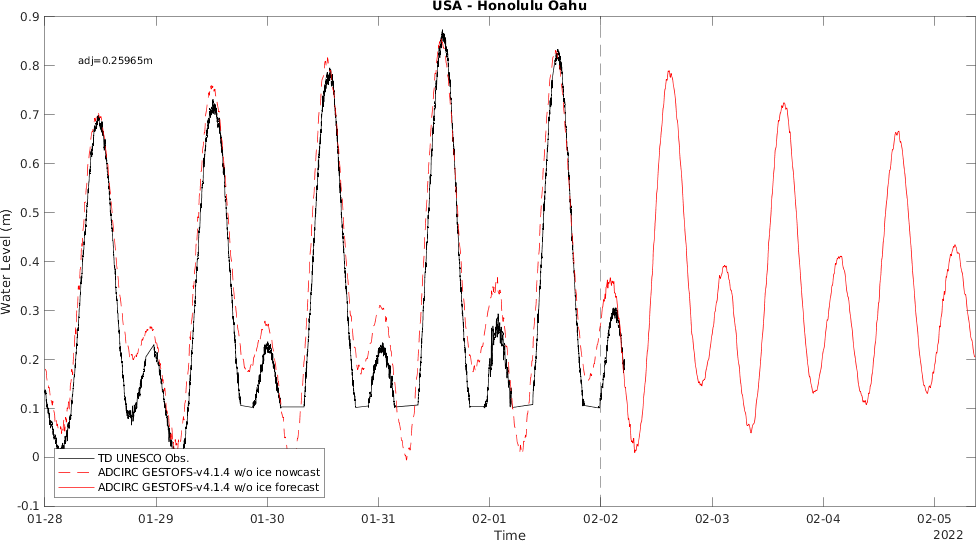 USA - Honolulu Oahu
adj=0.25965m
0.9
0.8
0.7
0.6
0.5
0.4
0.3
0.2
0.1
0
-0.1
Water Level (m)
TD UNESCO Obs.
ADCIRC GESTOFS-v4.1.4 w/o ice nowcast
ADCIRC GESTOFS-v4.1.4 w/o ice forecast
01-28 01-29 01-30 01-31 02-01 02-02 02-03 02-04 02-05
Time
2022